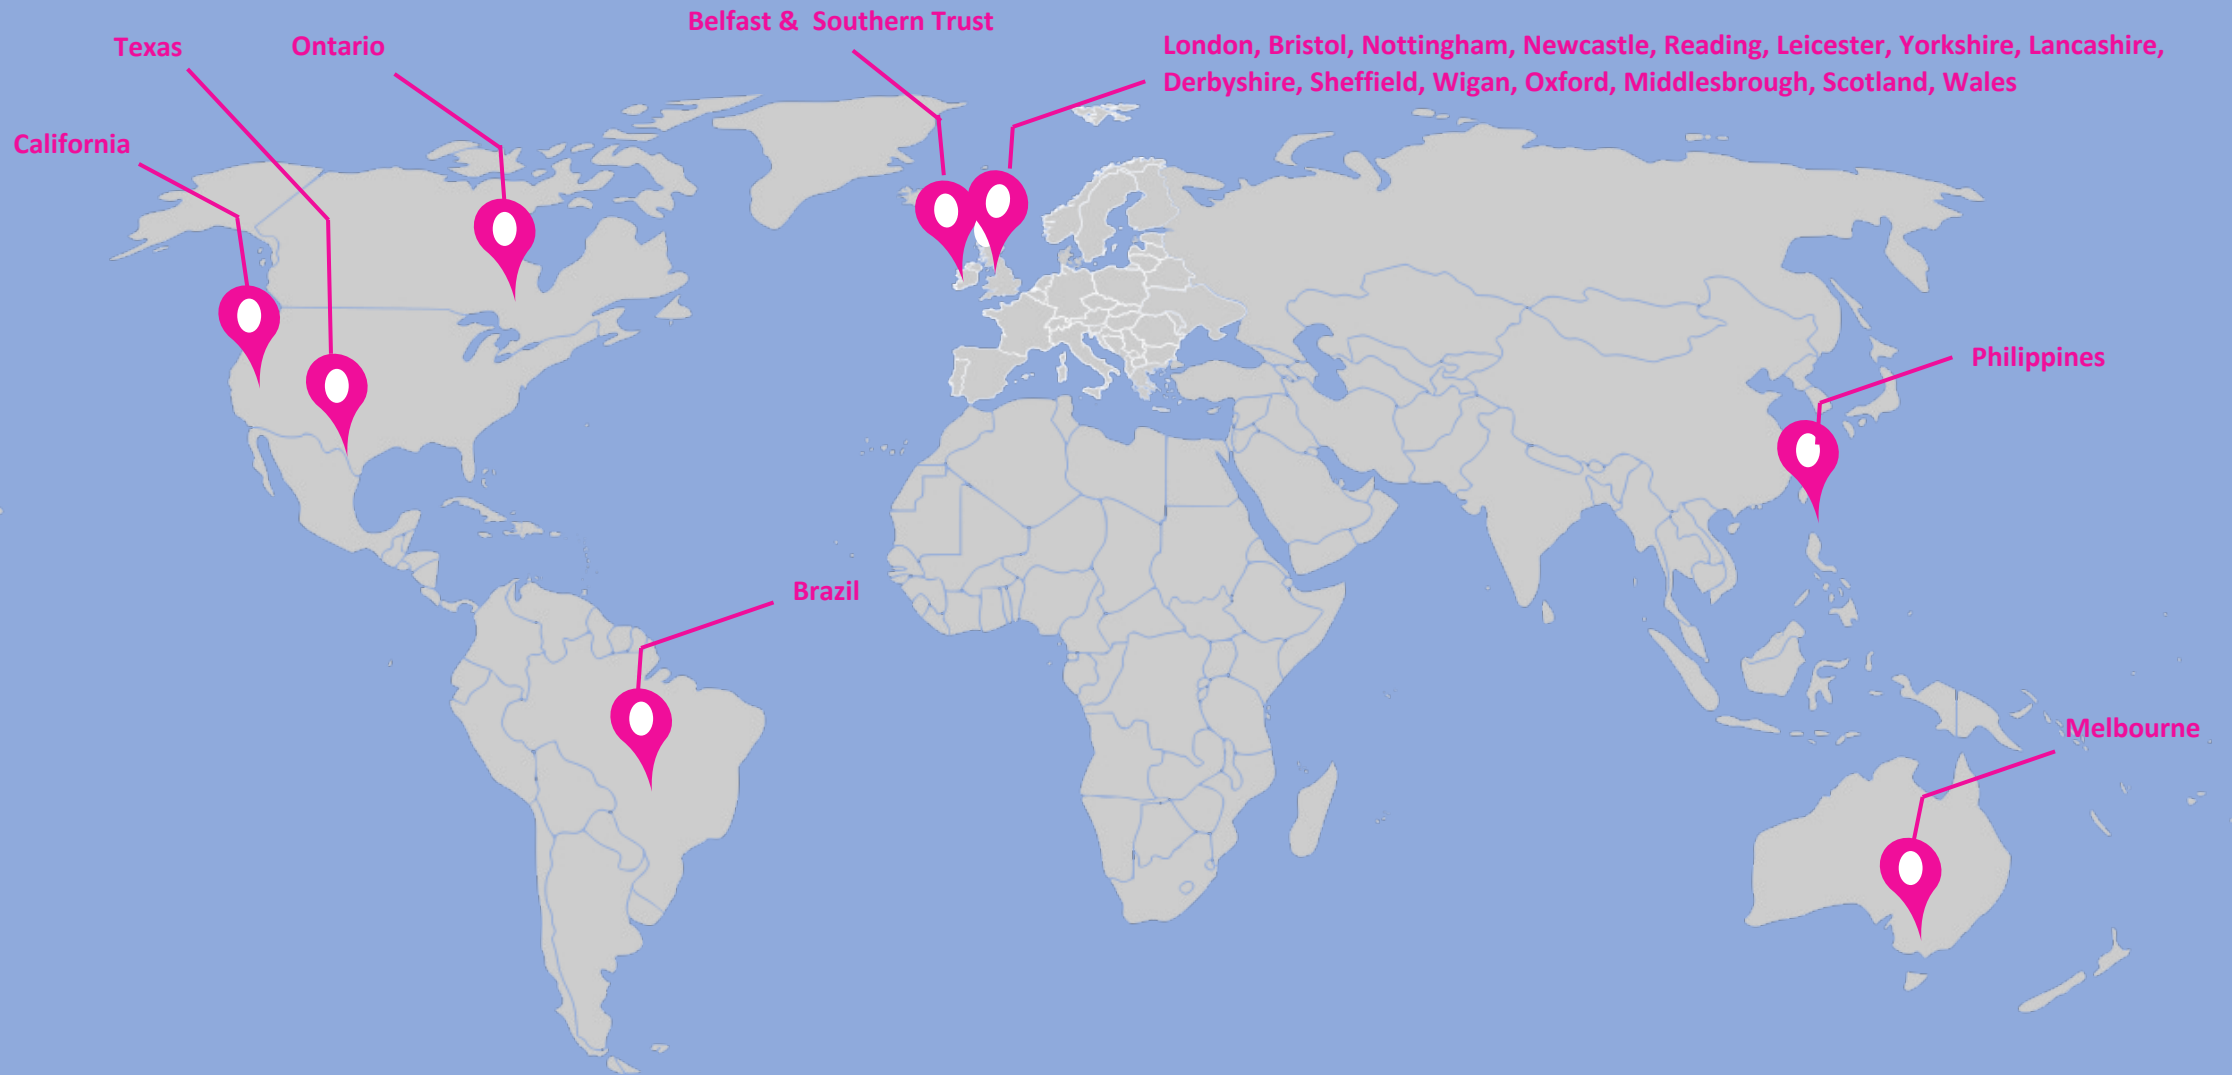 Belfast &  Southern Trust
Texas
Ontario
London, Bristol, Nottingham, Newcastle, Reading, Leicester, Yorkshire, Lancashire,
Derbyshire, Sheffield, Wigan, Oxford, Middlesbrough, Scotland, Wales
California
Philippines
Brazil
Melbourne